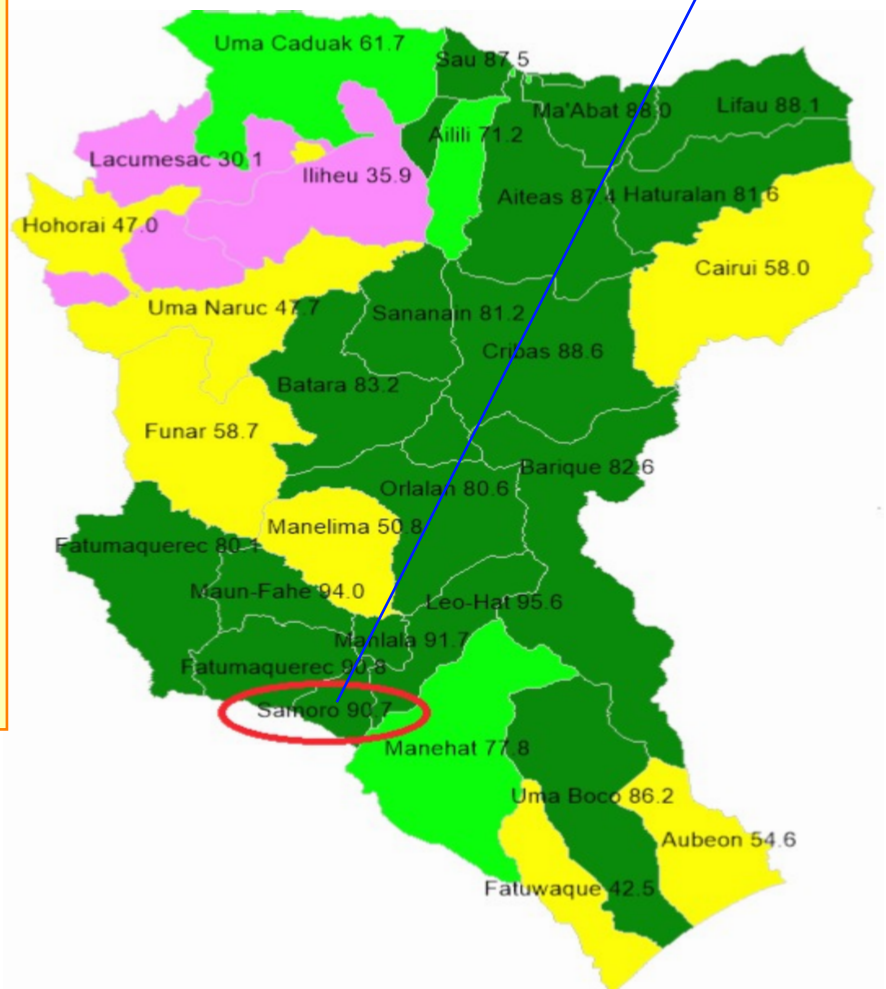 Uma Caduak 61.7
Sau 87.5
Ma'Abat 88.0
Lifau 88.1
Ailili 71.2
Lacumesac 30.1
Iliheu 35.9
Aiteas 87.4
Haturalan 81.6
Hohorai 47.0
Cairui 58.0
Uma Naruc 47.7
Sananain 81.2
Cribas 88.6
Batara 83.2
Funar 58.7
Barique 82.6
Orlalan 80.6
Manelima 50.8
Fatumaquerec 80.1
Maun-Fahe 94.0
Leo-Hat 95.6
Manlala 91.7
Fatumaquerec 90.8
Samoro 90.7
Manehat 77.8
Uma Boco 86.2
Aubeon 54.6
Fatuwaque 42.5